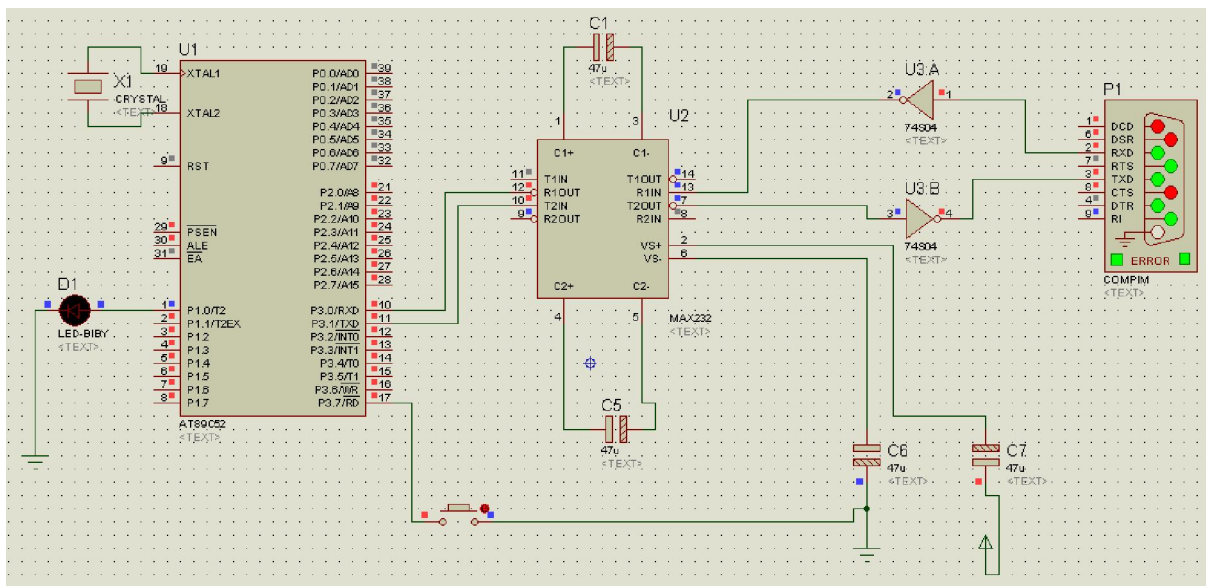 U1
19 XTAL1
18 XTAL2
9 RST
29 PSEN
30 ALE
31 EA
1 P1.0/T2
2 P1.1/T2EX
3 P1.2
4 P1.3
5 P1.4
6 P1.5
7 P1.6
8 P1.7
P0.0/AD0 39
P0.1/AD1 38
P0.2/AD2 37
P0.3/AD3 36
P0.4/AD4 35
P0.5/AD5 34
P0.6/AD6 33
P0.7/AD7 32
P2.0/A8 21
P2.1/A9 22
P2.2/A10 23
P2.3/A11 24
P2.4/A12 25
P2.5/A13 26
P2.6/A14 27
P2.7/A15 28
P3.0/RXD 10
P3.1/TXD 11
P3.2/INT0 12
P3.3/INT1 13
P3.4/T0 14
P3.5/T1 15
P3.6/WR 16
P3.7/RD 17
AT89C52
<TEXT>
X1
CRYSTAL
<TEXT>
D1
LED-BIBY
<TEXT>
C1
47u
<TEXT>
U2
1 3
C1+ C1-
11 T1IN T1OUT 14
12 R1OUT R1IN 13
10 T2IN T2OUT 7
9 R2OUT R2IN 8
VS+ 2
VS- 6
C2+ C2-
4 5
MAX232
<TEXT>
C5
47u
<TEXT>
U3:A
2 1
74S04
<TEXT>
U3:B
3 4
74S04
<TEXT>
P1
1 DCD
6 DSR
2 RXD
7 RTS
3 TXD
8 CTS
4 DTR
9 RI
ERROR
COMPIM
<TEXT>
C6
47u
<TEXT>
C7
47u
<TEXT>